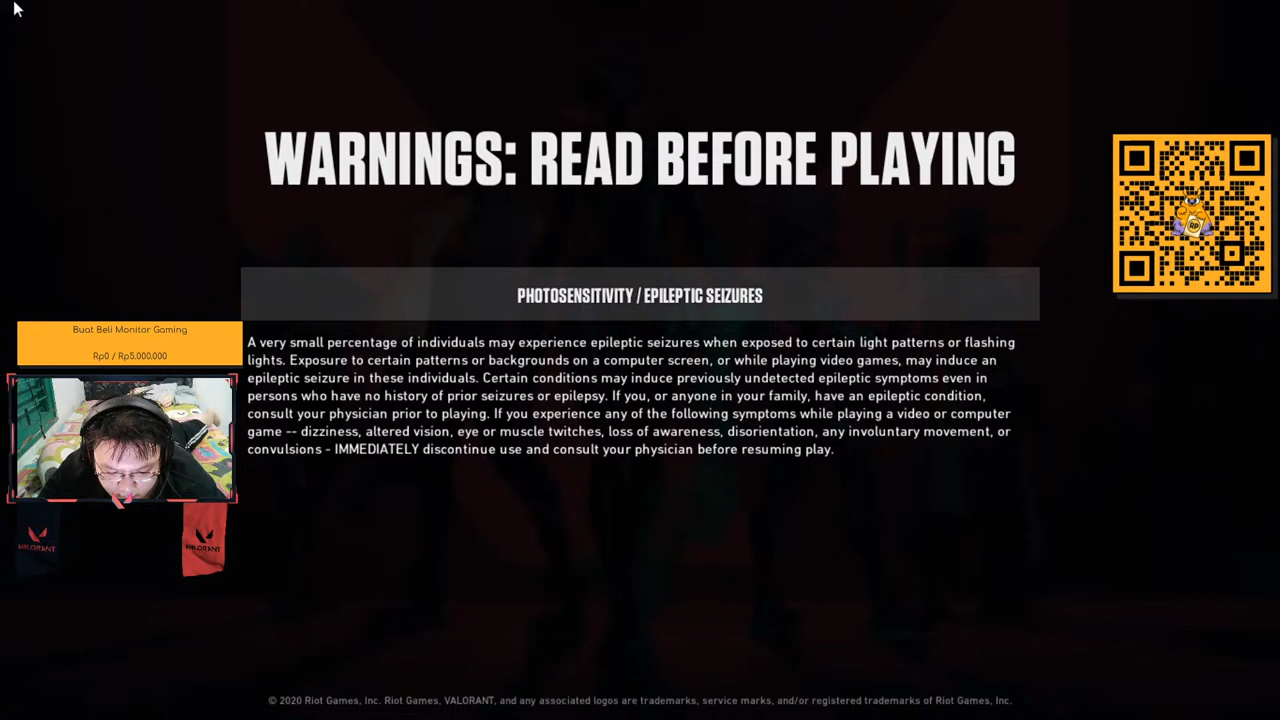 WARNINGS: READ BEFORE PLAYING
PHOTOSENSITIVITY / EPILEPTIC SEIZURES
Buat Beli Monitor Gaming
Rp0 / Rp5.000.000
A very small percentage of individuals may experience epileptic seizures when exposed to certain light patterns or flashing
lights. Exposure to certain patterns or backgrounds on a computer screen, or while playing video games, may induce an
epileptic seizure in these individuals. Certain conditions may induce previously undetected epileptic symptoms even in
persons who have no history of prior seizures or epilepsy. If you, or anyone in your family, have an epileptic condition,
consult your physician prior to playing. If you experience any of the following symptoms while playing a video or computer
game -- dizziness, altered vision, eye or muscle twitches, loss of awareness, disorientation, any involuntary movement, or
convulsions - IMMEDIATELY discontinue use and consult your physician before resuming play.
RP
VALORANT
VALORANT
© 2020 Riot Games, Inc. Riot Games, VALORANT, and any associated logos are trademarks, service marks, and/or registered trademarks of Riot Games, Inc.